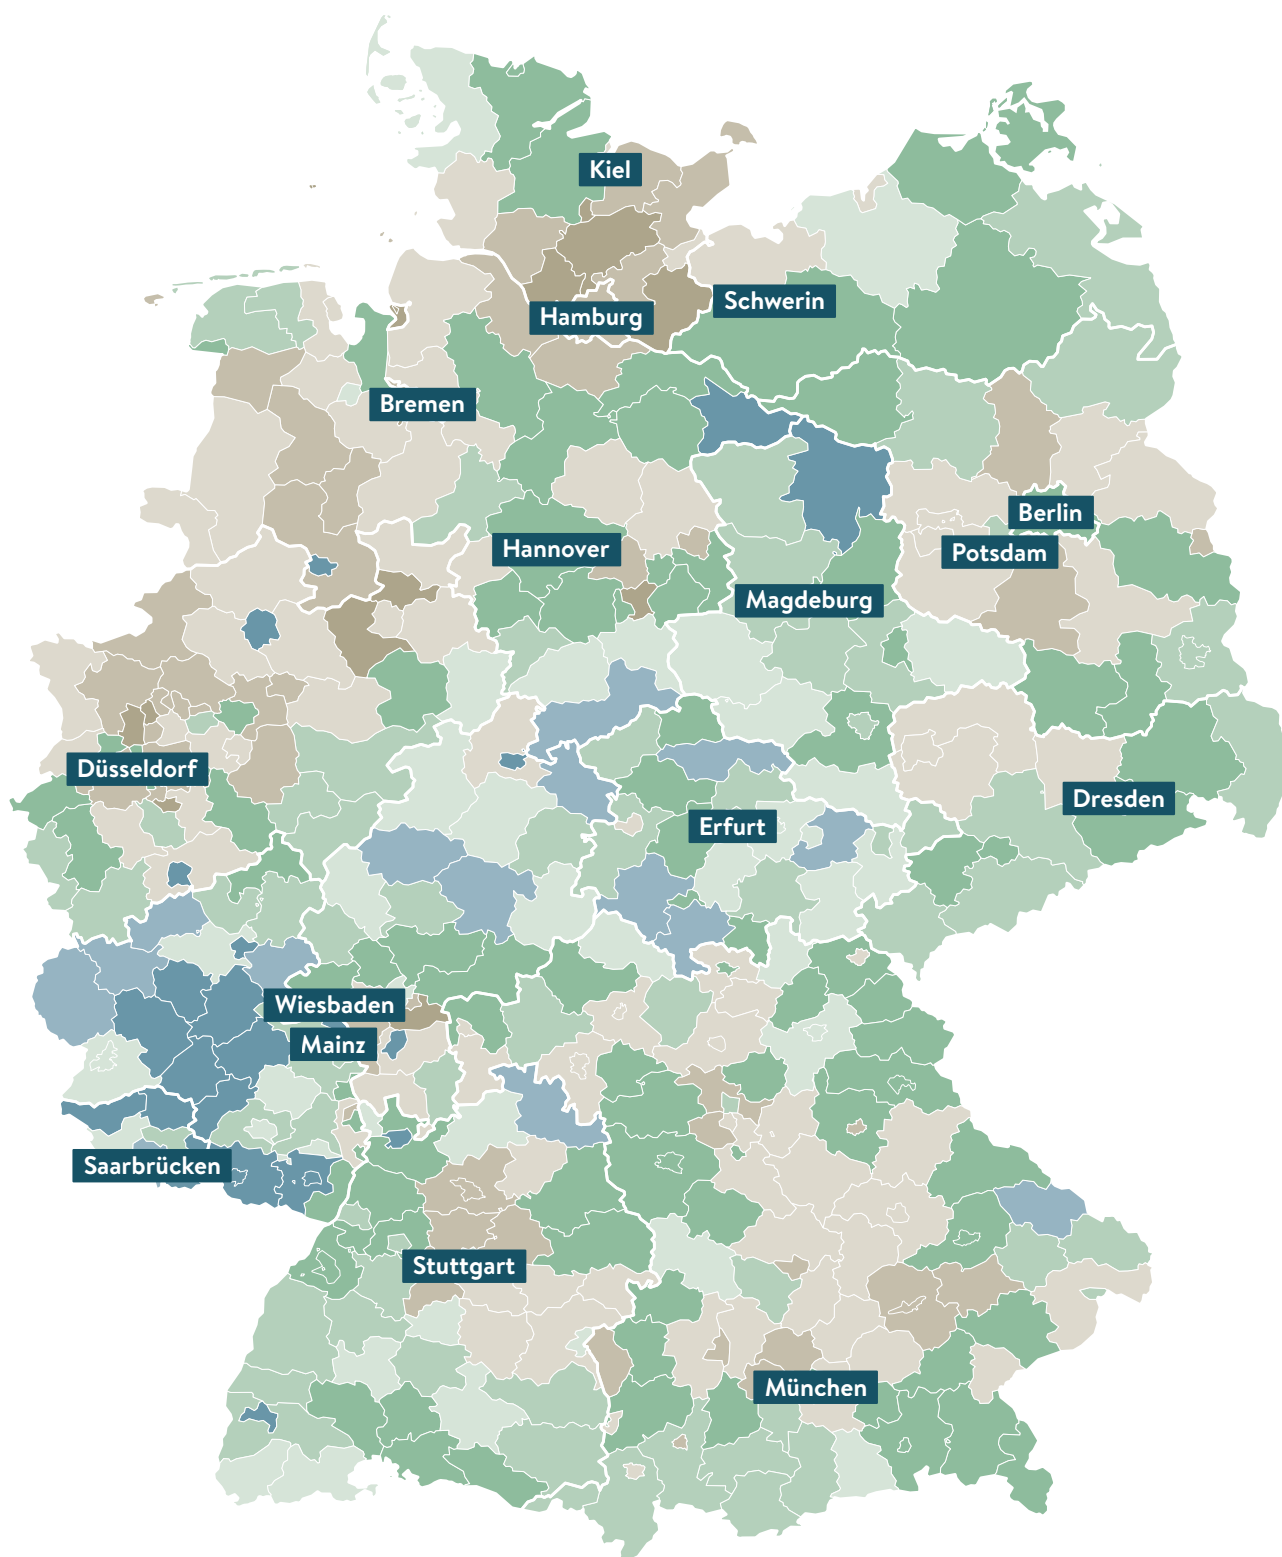 Kiel
Schwerin
Hamburg
Bremen
Berlin
Hannover
Potsdam
Magdeburg
Düsseldorf
Dresden
Erfurt
Wiesbaden
Mainz
Saarbrücken
Stuttgart
München